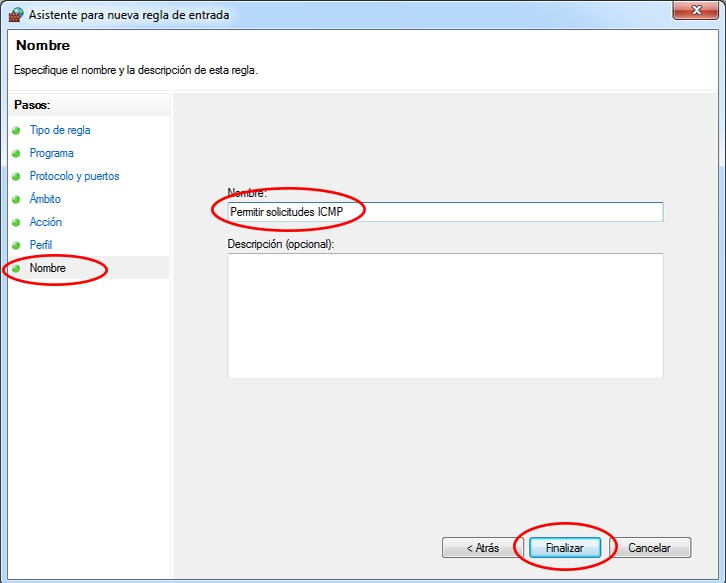 Asistente para nueva regla de entrada
Nombre
Especifique el nombre y la descripción de esta regla.
Pasos:
Tipo de regla
Programa
Protocolo y puertos
Ámbito
Acción
Perfil
Nombre
Nombre:
Permitir solicitudes ICMP
Descripción (opcional):
< Atrás
Finalizar
Cancelar